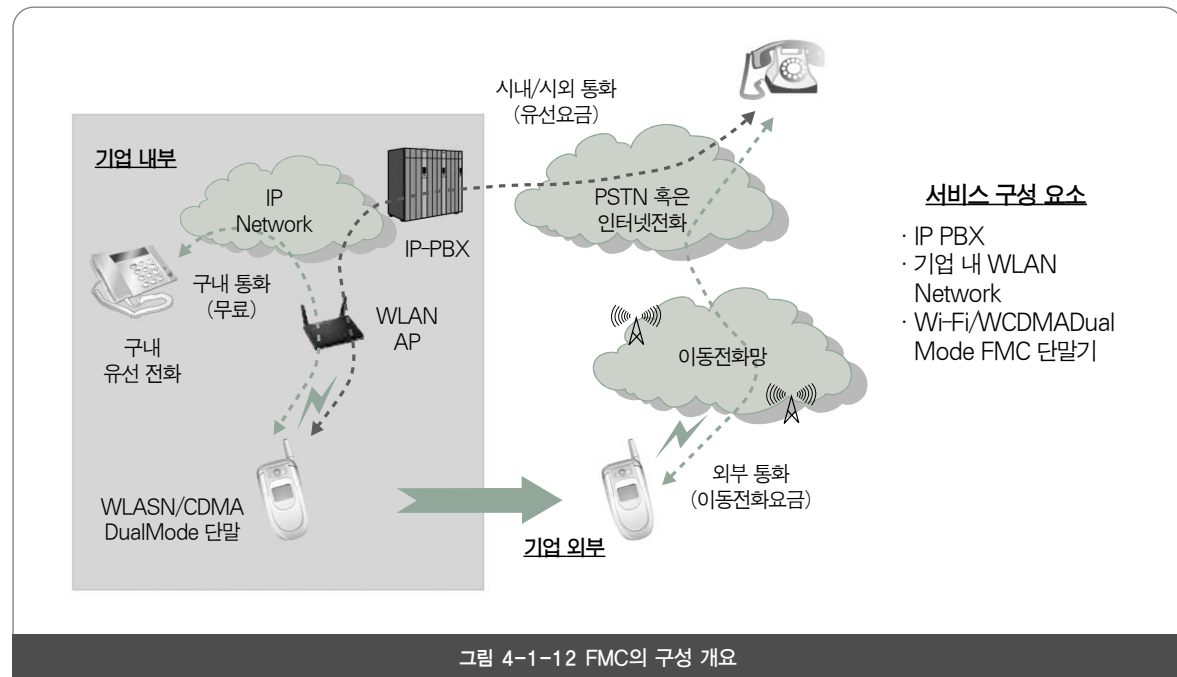 시내/시외 통화
(유선요금)
기업 내부
IP
Network
IP-PBX
PSTN 혹은
인터넷전화
서비스 구성 요소
· IP PBX
· 기업 내 WLAN
Network
· Wi-Fi/WCDMADual
Mode FMC 단말기
구내 통화
(무료)
WLAN
AP
구내
유선 전화
이동전화망
외부 통화
(이동전화요금)
WLASN/CDMA
DualMode 단말
기업 외부
그림 4-1-12 FMC의 구성 개요